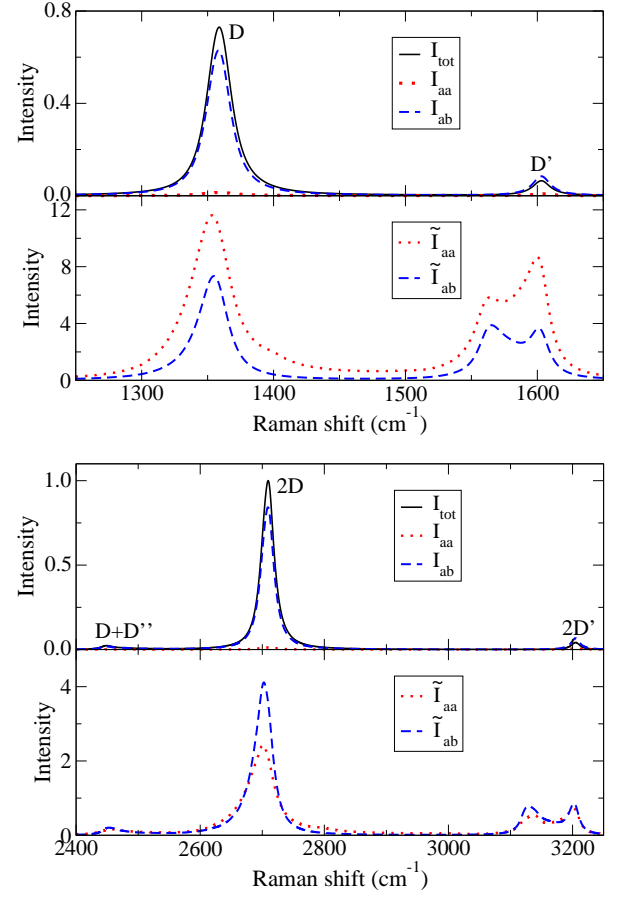 0.8
D
I_tot
I_aa
I_ab
0.4
Intensity
D'
0.0
12
Ĩ_aa
Ĩ_ab
8
4
Intensity
0
1300 1400 1500 1600
Raman shift (cm⁻¹)
1.0
2D
I_tot
I_aa
I_ab
0.5
Intensity
D+D''
2D'
0.0
4
Ĩ_aa
Ĩ_ab
2
Intensity
0
2400 2600 2800 3000 3200
Raman shift (cm⁻¹)